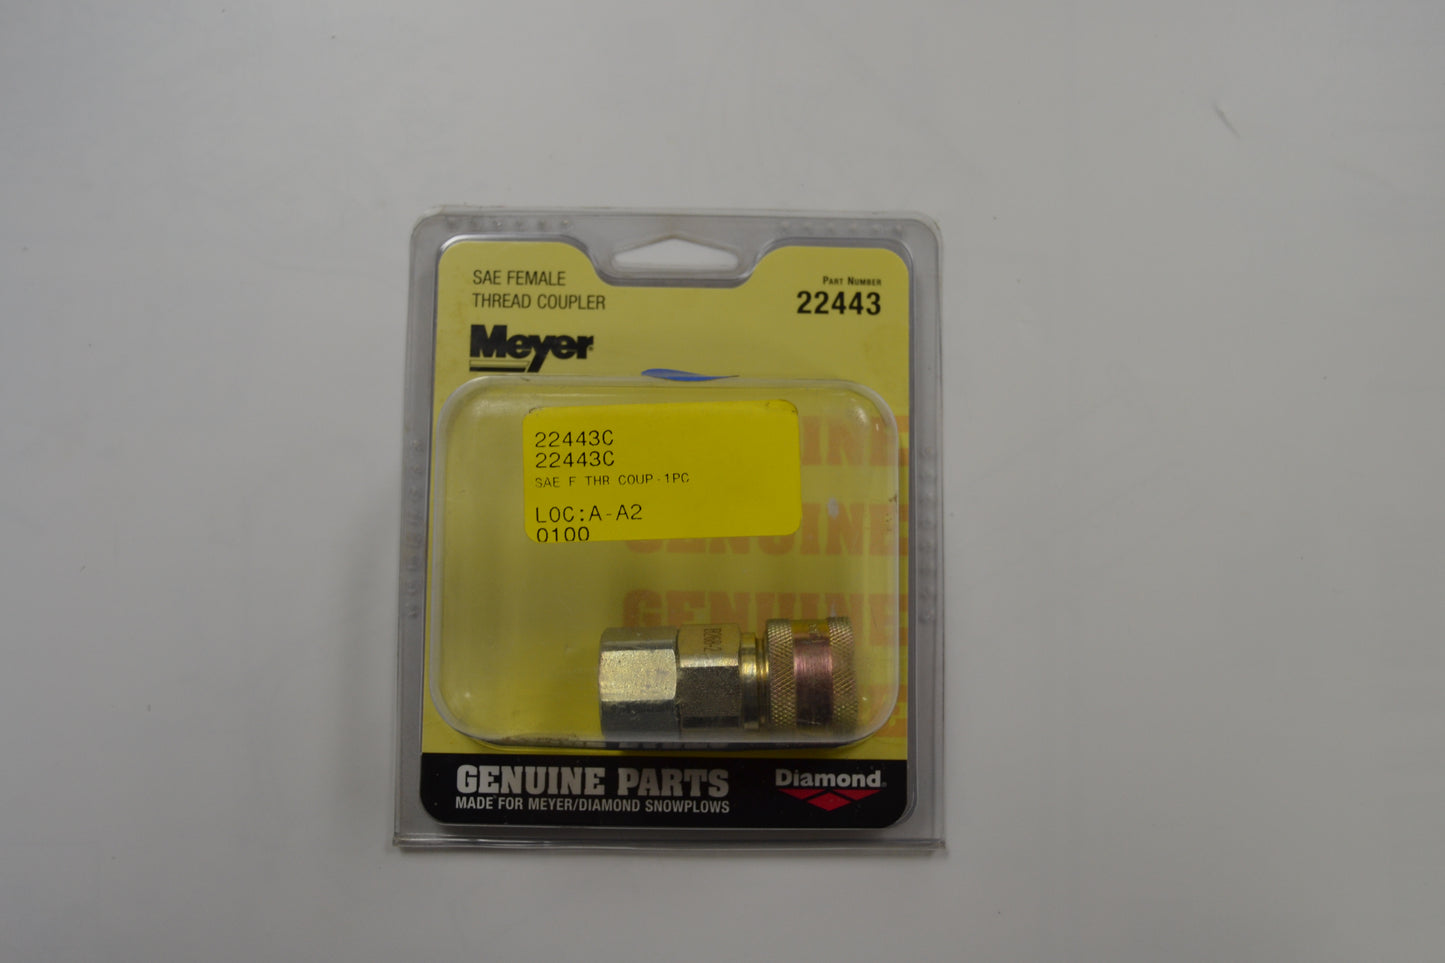 SAE FEMALE
THREAD COUPLER
PART NUMBER
22443
Meyer
22443C
22443C
SAE F THR COUP-1PC
LOC:A-A2
0100
GENUINE
GENUINE
GENUINE PARTS
MADE FOR MEYER/DIAMOND SNOWPLOWS
Diamond